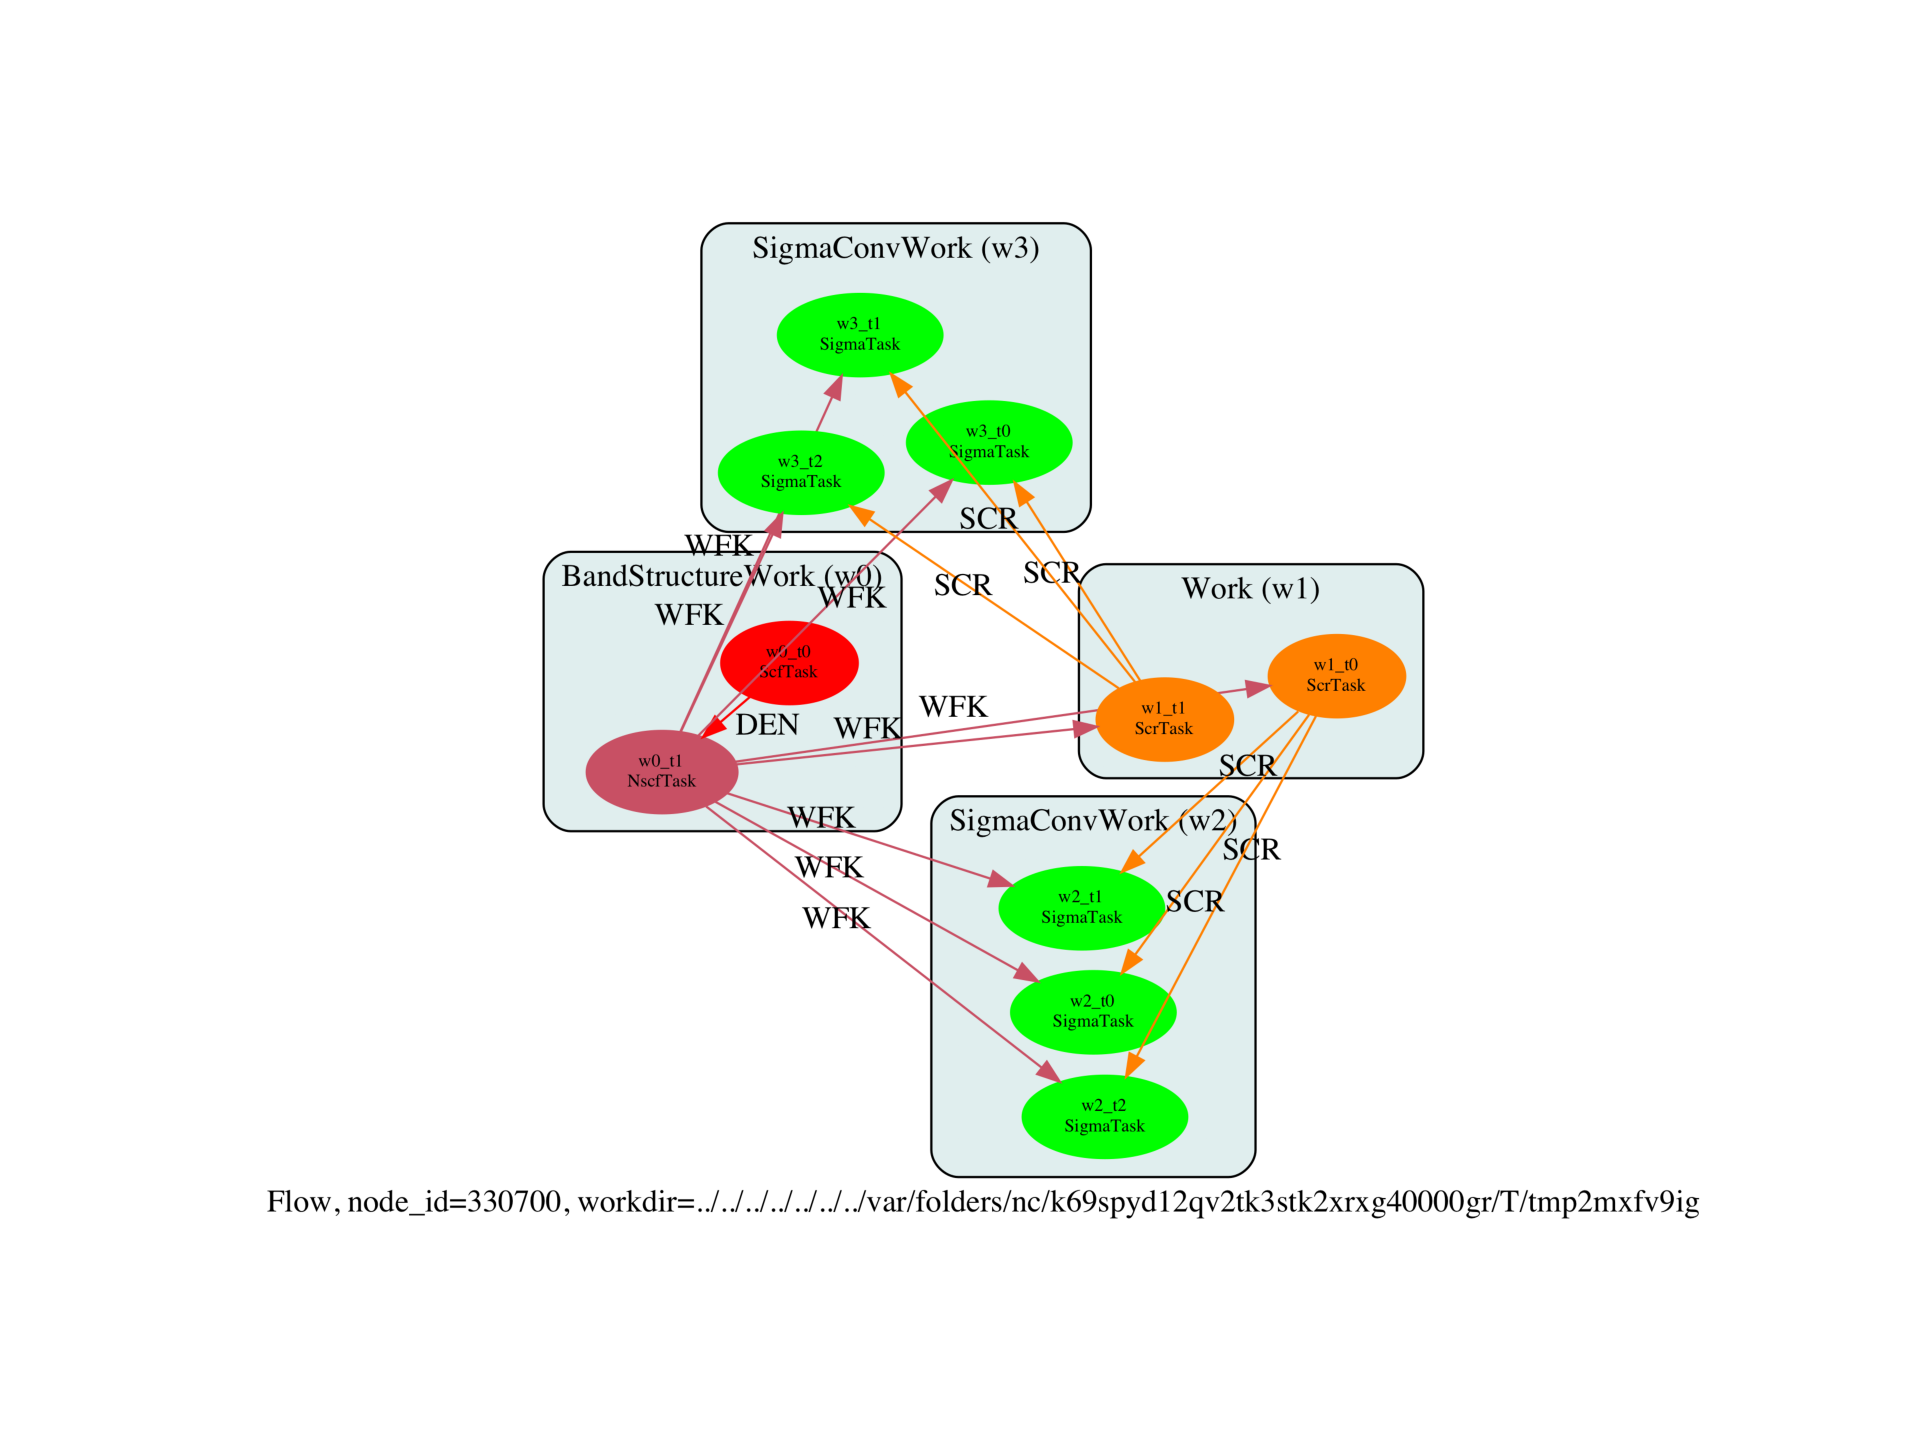 SigmaConvWork (w3)
w3_t1
SigmaTask
w3_t0
SigmaTask
w3_t2
SigmaTask
SCR
WFK
BandStructureWork (w0)
SCR
SCR
WFK
WFK
Work (w1)
w0_t0
ScfTask
w1_t0
ScrTask
WFK
w1_t1
ScrTask
DEN
WFK
w0_t1
NscfTask
SCR
WFK
SigmaConvWork (w2)
SCR
WFK
w2_t1
SigmaTask
SCR
WFK
w2_t0
SigmaTask
w2_t2
SigmaTask
Flow, node_id=330700, workdir=../../../../../../../var/folders/nc/k69spyd12qv2tk3stk2xrxg40000gr/T/tmp2mxfv9ig